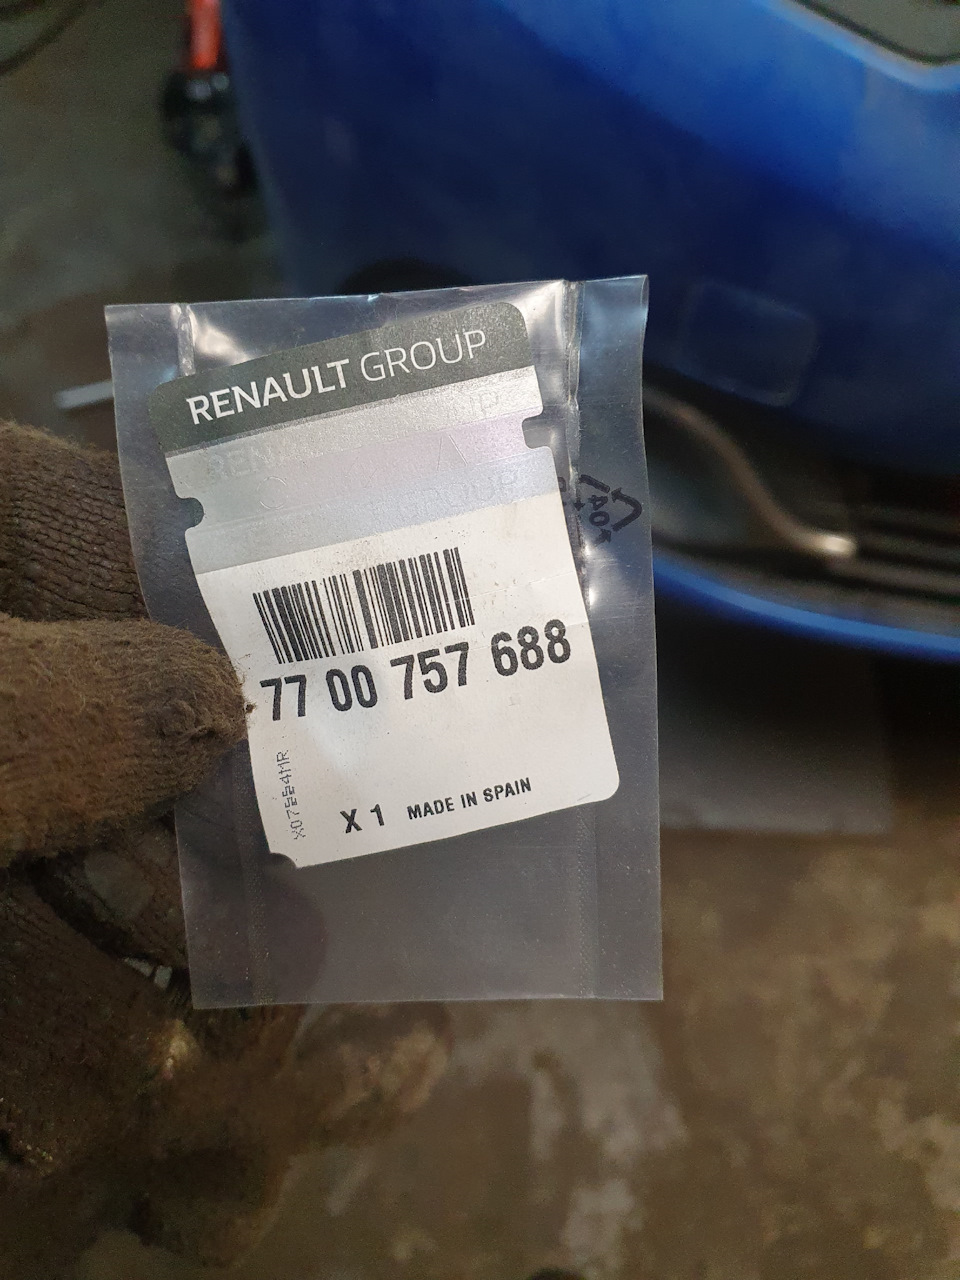 RENAULT GROUP
77 00 757 688
X 1 MADE IN SPAIN